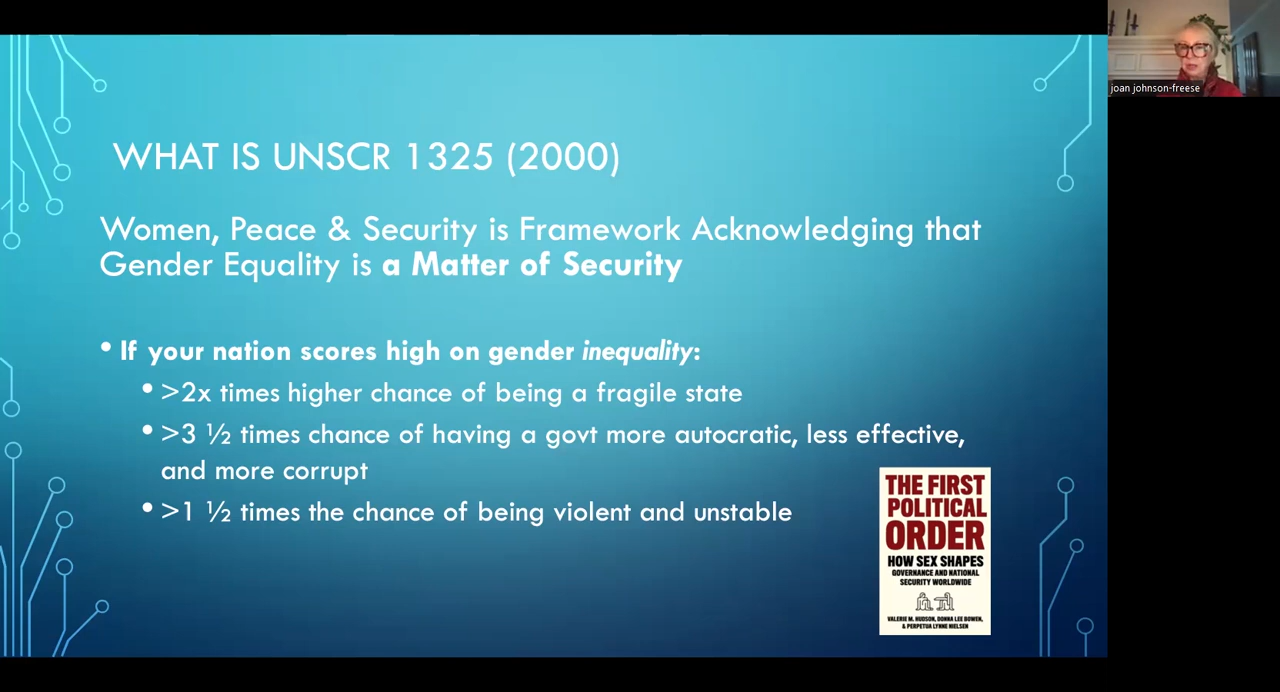 joan johnson-freese
WHAT IS UNSCR 1325 (2000)
Women, Peace & Security is Framework Acknowledging that
Gender Equality is a Matter of Security
• If your nation scores high on gender inequality:
• >2x times higher chance of being a fragile state
• >3 ½ times chance of having a govt more autocratic, less effective,
and more corrupt
• >1 ½ times the chance of being violent and unstable
THE FIRST
POLITICAL
ORDER
HOW SEX SHAPES
GOVERNANCE AND NATIONAL
SECURITY WORLDWIDE
VALERIE M. HUDSON, DONNA LEE BOWEN,
& PERPETUA LYNNE NIELSEN